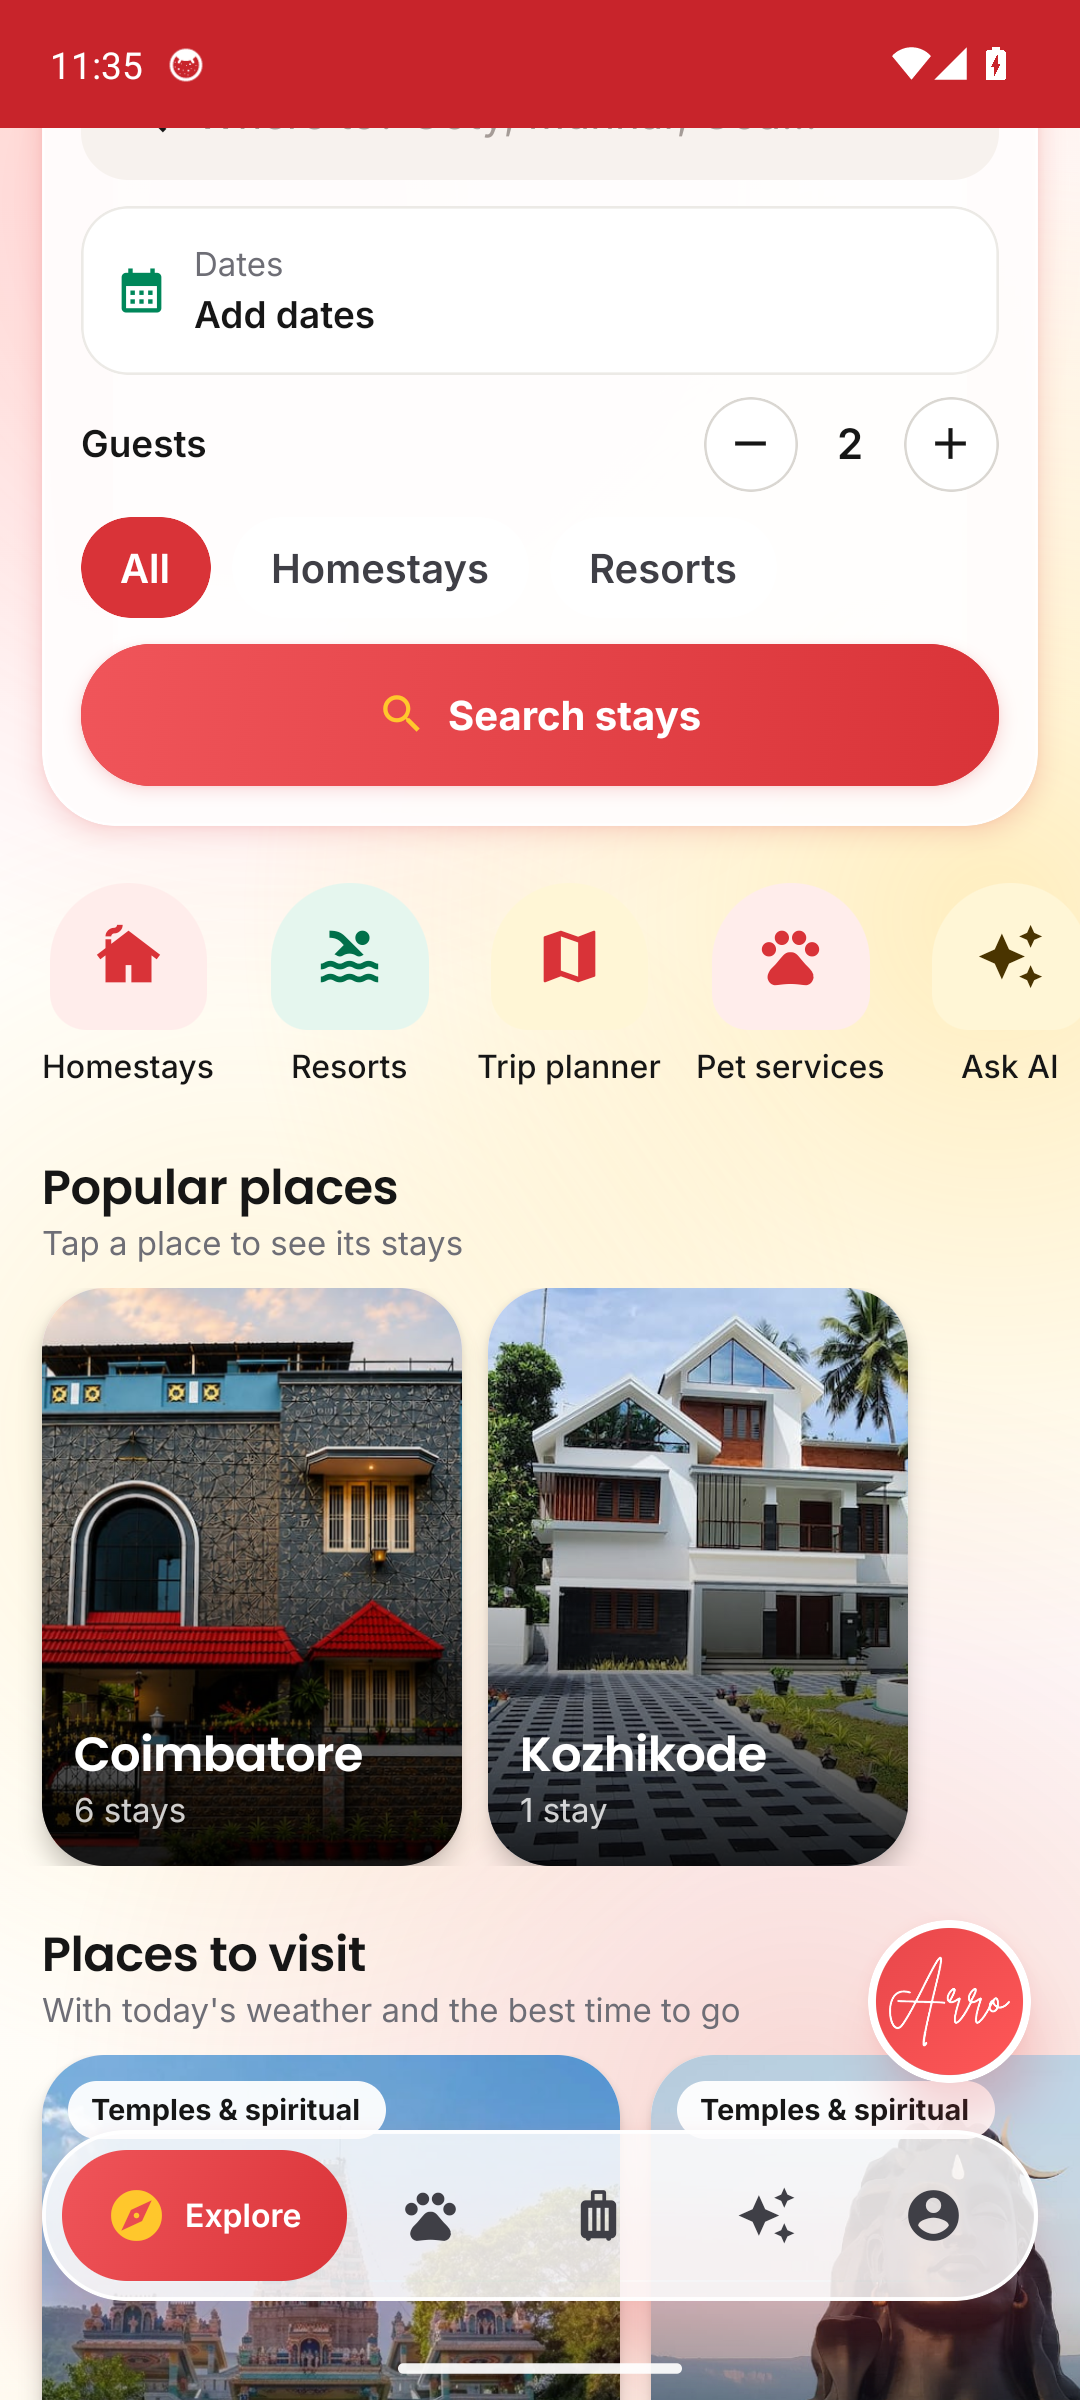 11:35
Dates
Add dates
Guests
2
All
Homestays
Resorts
Search stays
Homestays
Resorts
Trip planner
Pet services
Ask AI
Popular places
Tap a place to see its stays
Coimbatore
6 stays
Kozhikode
1 stay
Places to visit
With today's weather and the best time to go
Arro
Temples & spiritual
Temples & spiritual
Explore